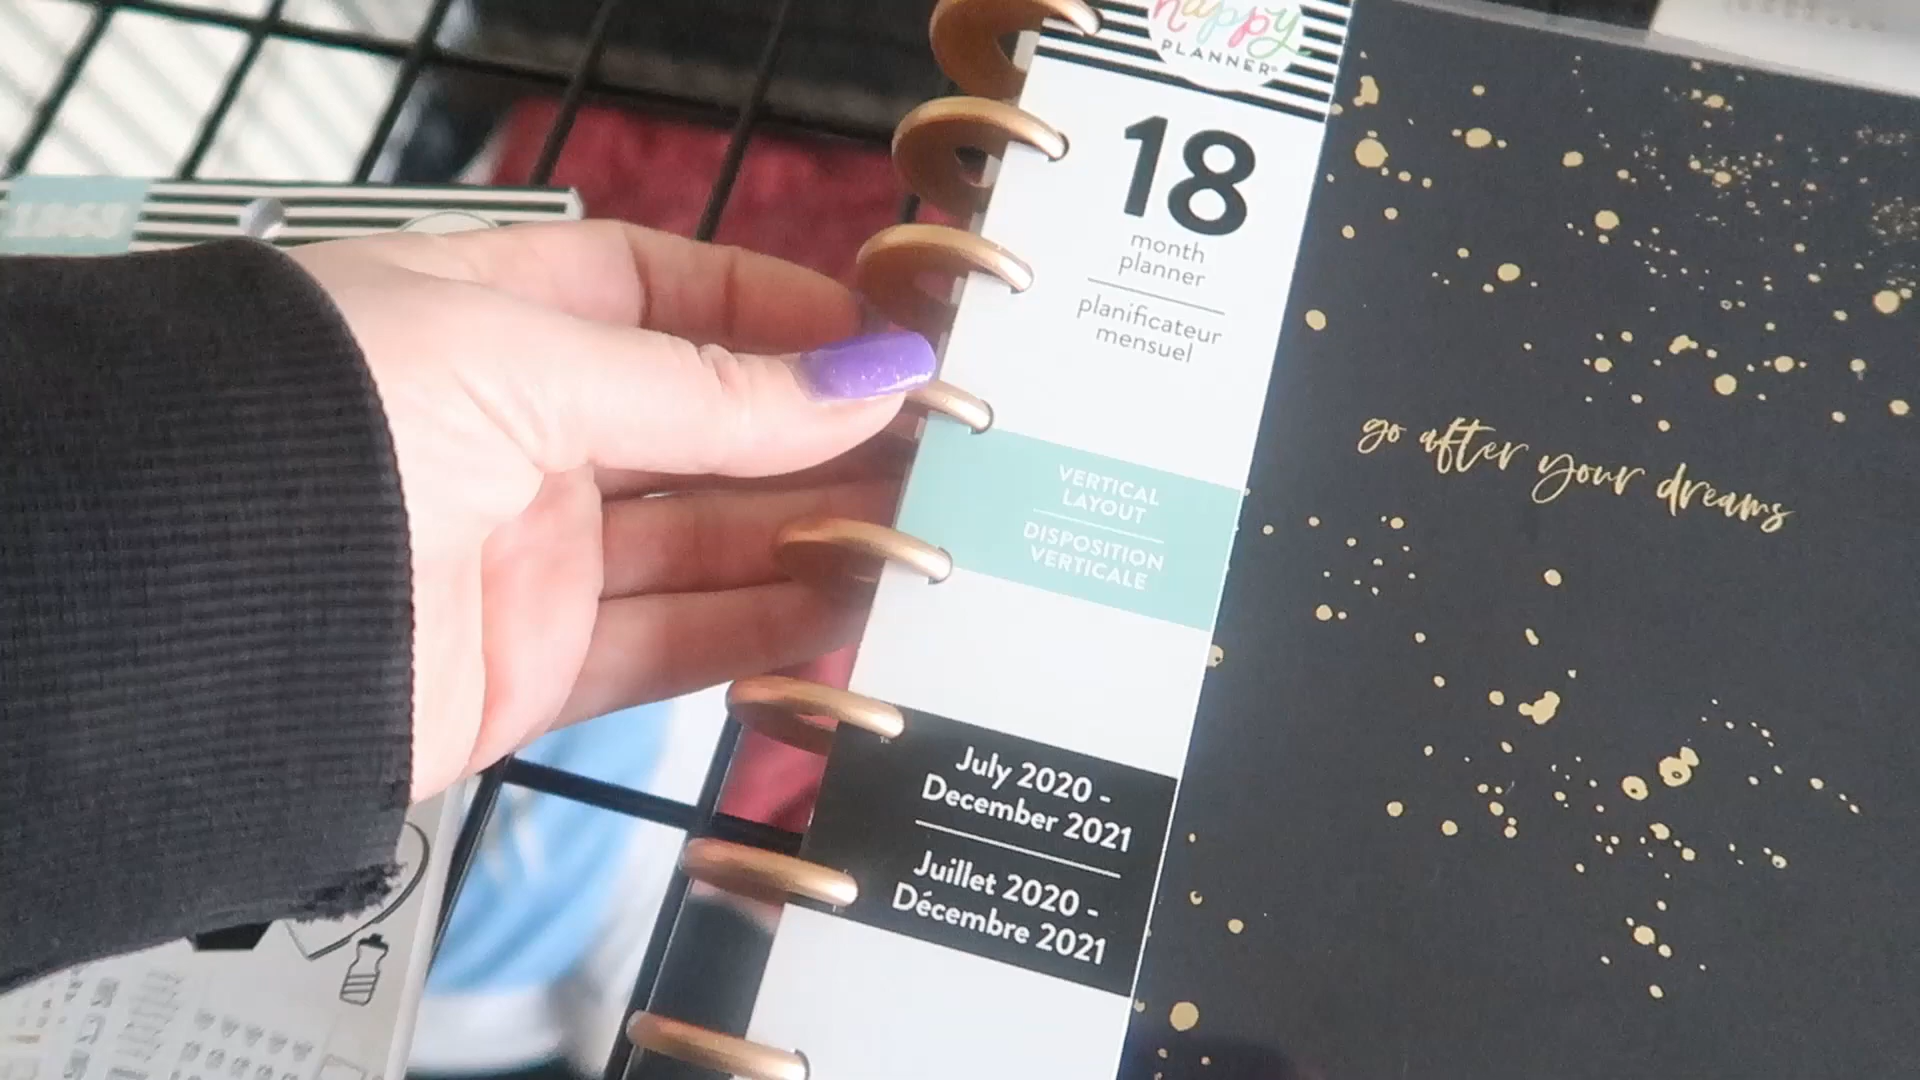 happy
PLANNER®
18
month
planner
planificateur
mensuel
VERTICAL
LAYOUT
DISPOSITION
VERTICALE
July 2020 -
December 2021
Juillet 2020 -
Décembre 2021
go after your dreams